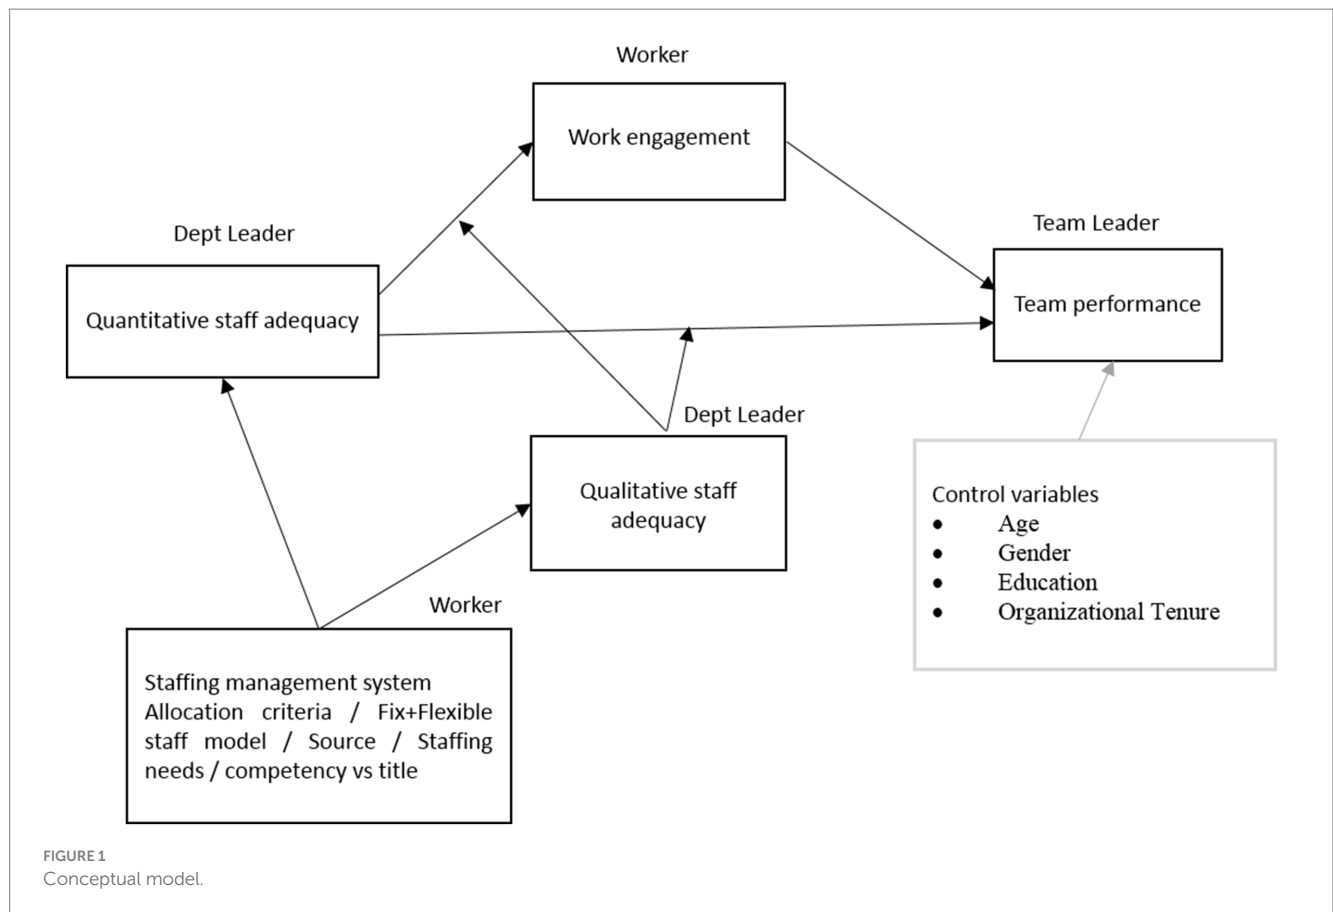 Worker
Work engagement
Dept Leader
Quantitative staff adequacy
Team Leader
Team performance
Dept Leader
Qualitative staff
adequacy
Control variables
● Age
● Gender
● Education
● Organizational Tenure
Worker
Staffing management system
Allocation criteria / Fix+Flexible
staff model / Source / Staffing
needs / competency vs title
FIGURE 1
Conceptual model.